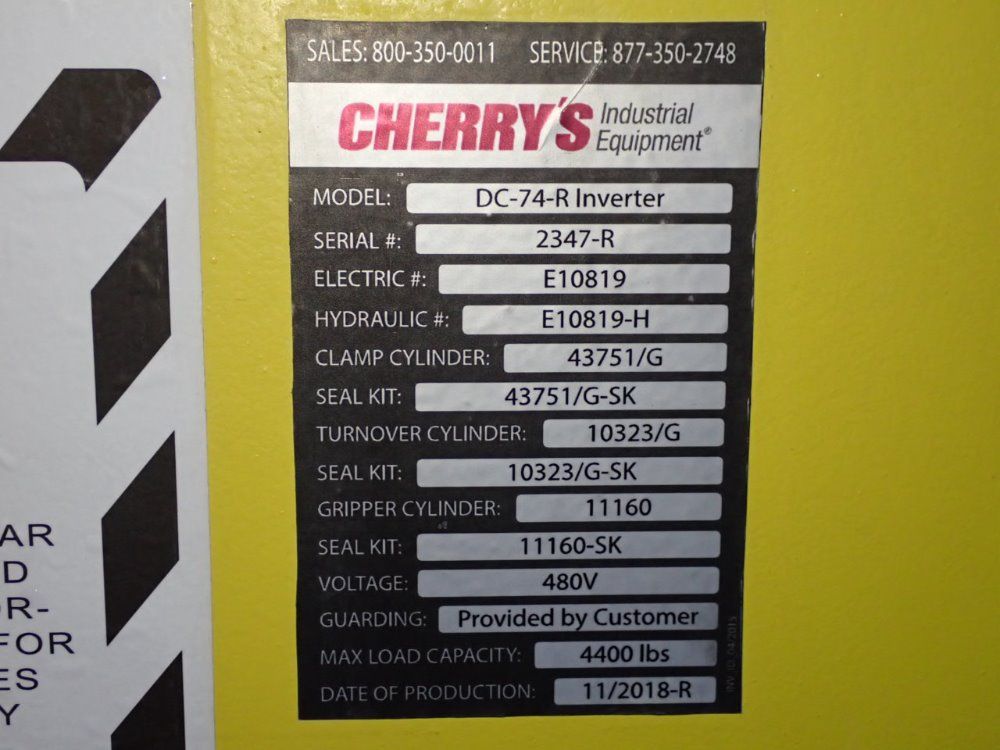 SALES: 800-350-0011 SERVICE: 877-350-2748
CHERRY'S Industrial Equipment®
MODEL: DC-74-R Inverter
SERIAL #: 2347-R
ELECTRIC #: E10819
HYDRAULIC #: E10819-H
CLAMP CYLINDER: 43751/G
SEAL KIT: 43751/G-SK
TURNOVER CYLINDER: 10323/G
SEAL KIT: 10323/G-SK
GRIPPER CYLINDER: 11160
SEAL KIT: 11160-SK
VOLTAGE: 480V
GUARDING: Provided by Customer
MAX LOAD CAPACITY: 4400 lbs
DATE OF PRODUCTION: 11/2018-R
INV_ID_04/2015
AR
D
OR-
FOR
ES
Y